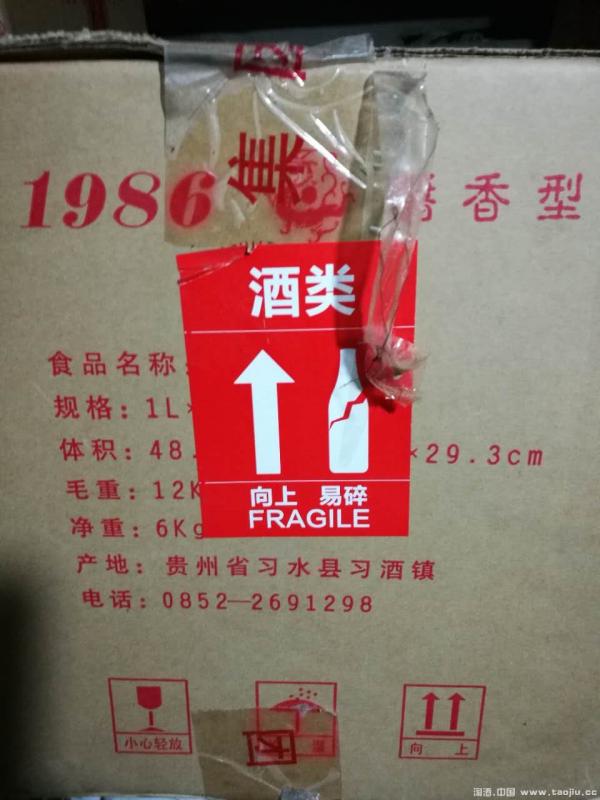 集
1986
香型
酒类
食品名称:
规格: 1L
体积: 48.
×29.3cm
毛重: 12K
净重: 6Kg
向上 易碎
FRAGILE
产地: 贵州省习水县习酒镇
电话: 0852—2691298
小心轻放
向上
淘酒.中国 www.taojiu.cc